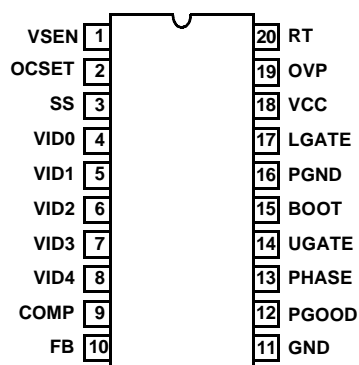 VSEN 1 20 RT
OCSET 2 19 OVP
SS 3 18 VCC
VID0 4 17 LGATE
VID1 5 16 PGND
VID2 6 15 BOOT
VID3 7 14 UGATE
VID4 8 13 PHASE
COMP 9 12 PGOOD
FB 10 11 GND